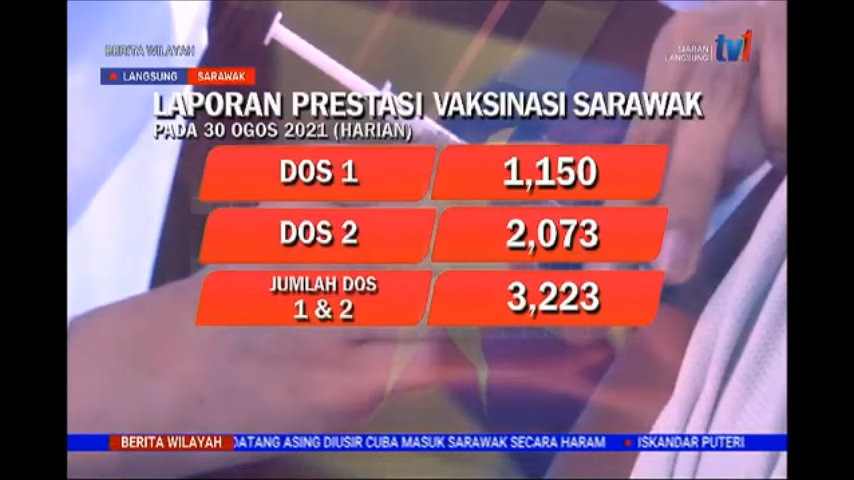 BERITA WILAYAH
SIARAN
LANGSUNG
tv1
LANGSUNG
SARAWAK
LAPORAN PRESTASI VAKSINASI SARAWAK
PADA 30 OGOS 2021 (HARIAN)
DOS 1
1,150
DOS 2
2,073
JUMLAH DOS
1 & 2
3,223
BERITA WILAYAH
DATANG ASING DIUSIR CUBA MASUK SARAWAK SECARA HARAM • ISKANDAR PUTERI